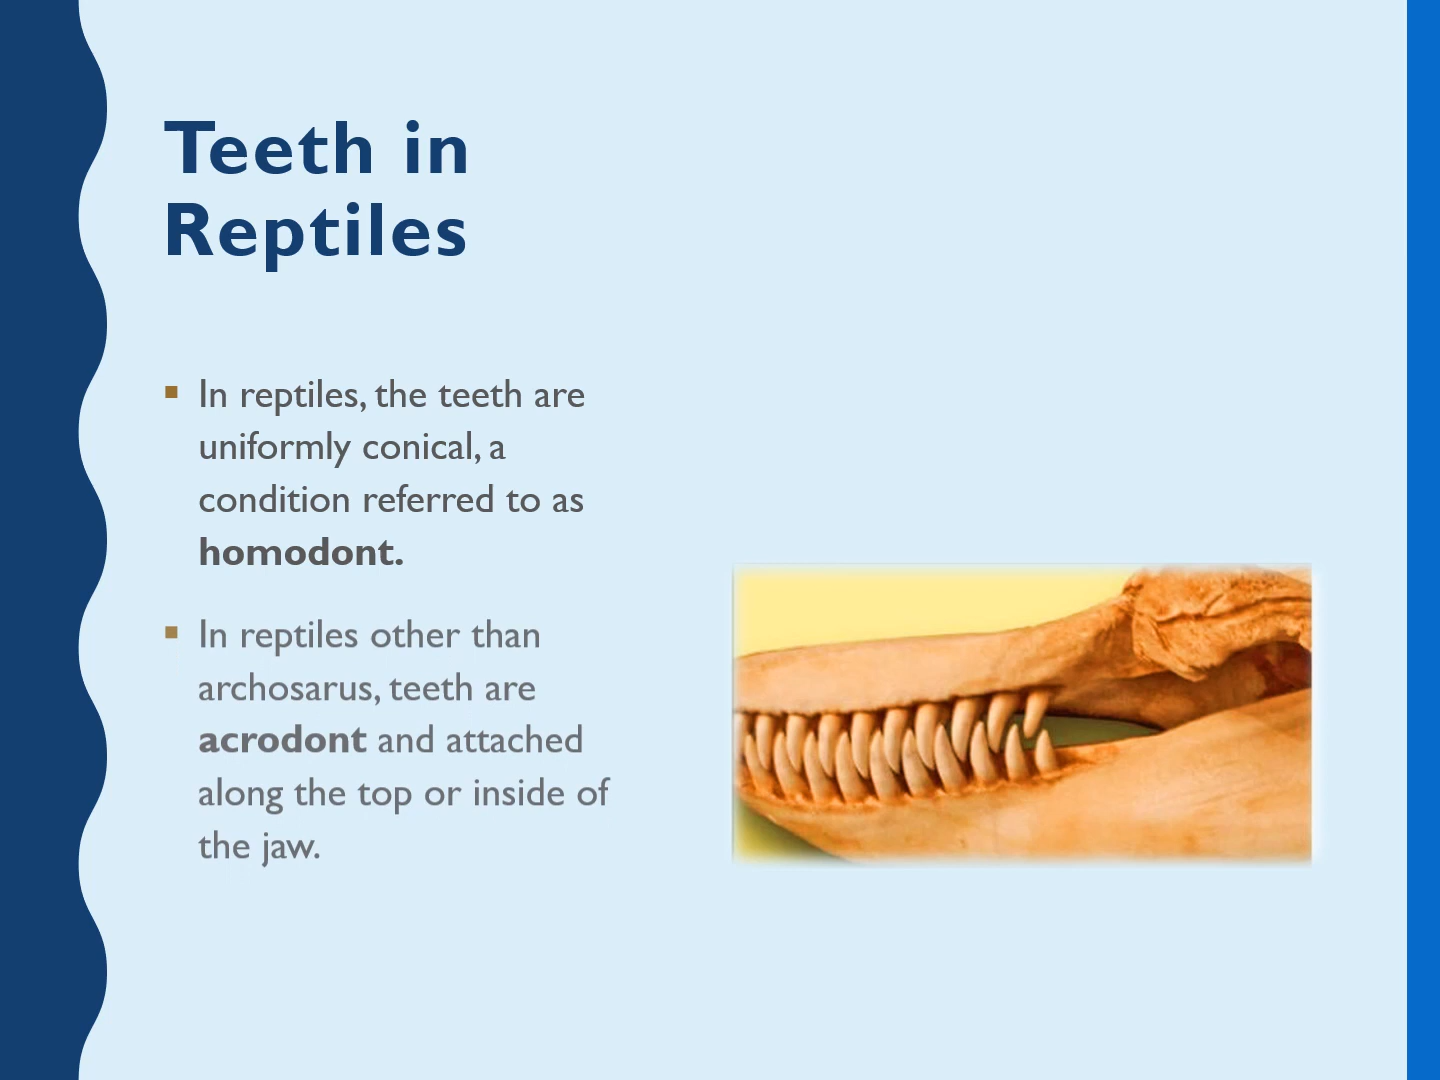 Teeth in
Reptiles
In reptiles, the teeth are
uniformly conical, a
condition referred to as
homodont.
In reptiles other than
archosarus, teeth are
acrodont and attached
along the top or inside of
the jaw.